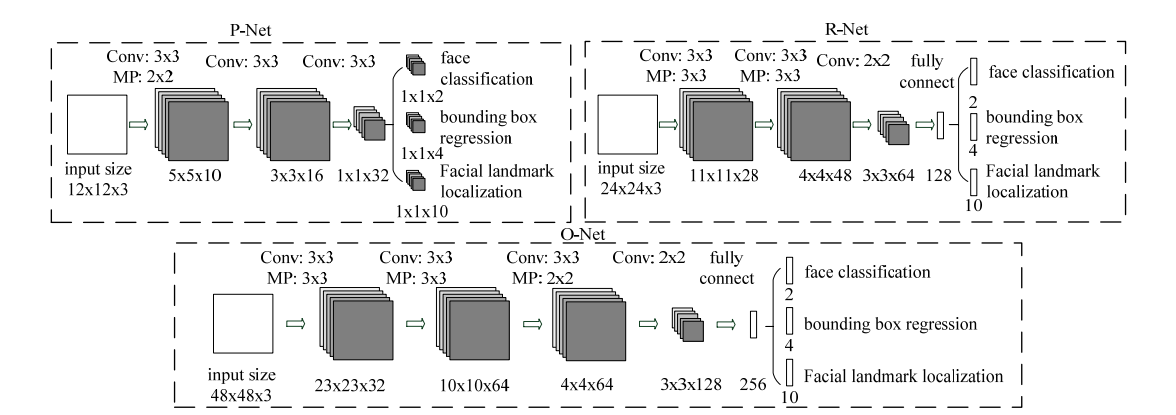 P-Net
Conv: 3x3
MP: 2x2
Conv: 3x3
Conv: 3x3
face
classification
1x1x2
bounding box
regression
1x1x4
Facial landmark
localization
1x1x10
input size
12x12x3
5x5x10
3x3x16
1x1x32
R-Net
Conv: 3x3
MP: 3x3
Conv: 3x3
MP: 3x3
Conv: 2x2
fully
connect
face classification
2
bounding box
regression
4
Facial landmark
localization
10
input size
24x24x3
11x11x28
4x4x48
3x3x64
128
O-Net
Conv: 3x3
MP: 3x3
Conv: 3x3
MP: 3x3
Conv: 3x3
MP: 2x2
Conv: 2x2
fully
connect
face classification
2
bounding box regression
4
Facial landmark localization
10
input size
48x48x3
23x23x32
10x10x64
4x4x64
3x3x128
256